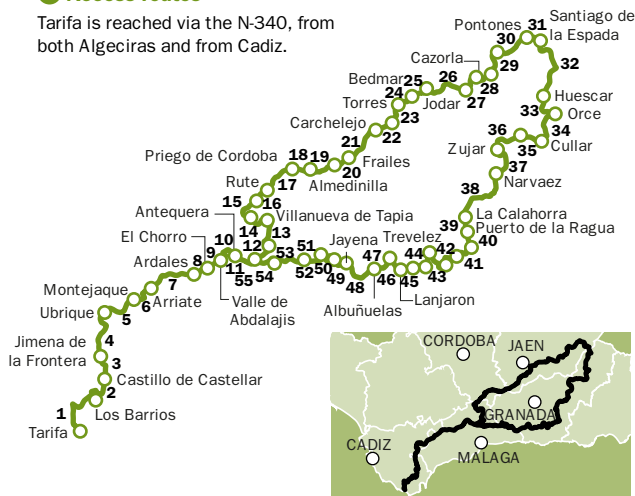 Access routes
Tarifa is reached via the N-340, from
both Algeciras and from Cadiz.
Pontones
30
31
Santiago de
la Espada
Cazorla
29
32
Bedmar
25
26
28
24
Jodar
27
Torres
23
33
Huescar
Orce
Carchelejo
22
21
36
34
Zujar
35
Cullar
Priego de Cordoba
18
19
20
Frailes
37
Narvaez
Rute
17
Almedinilla
38
15
16
Antequera
14
Villanueva de Tapia
39
La Calahorra
Puerto de la Ragua
El Chorro
10
13
Jayena
Trevelez
40
Ardales
9
12
53
51
47
44
42
8
11
52
50
41
55
54
49
46
45
43
48
Montejaque
7
Valle de
Abdalajis
Albuñuelas
Lanjaron
6
Arriate
Ubrique
5
4
Jimena de
la Frontera
3
Castillo de Castellar
2
1
Los Barrios
Tarifa
CORDOBA
JAEN
GRANADA
CADIZ
MALAGA